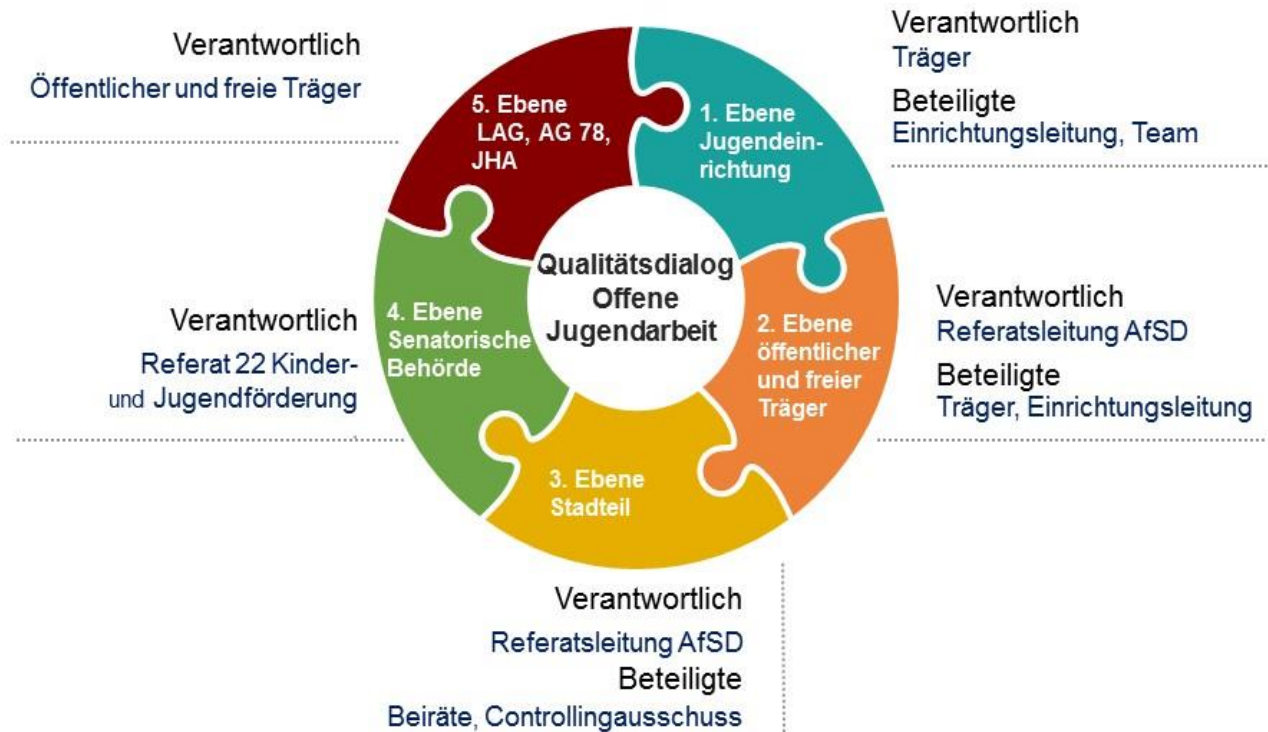 Qualitätsdialog
Offene
Jugendarbeit
1. Ebene
Jugendein-
richtung
Verantwortlich
Träger
Beteiligte
Einrichtungsleitung, Team
2. Ebene
öffentlicher
und freier
Träger
Verantwortlich
Referatsleitung AfSD
Beteiligte
Träger, Einrichtungsleitung
3. Ebene
Stadteil
Verantwortlich
Referatsleitung AfSD
Beteiligte
Beiräte, Controllingausschuss
4. Ebene
Senatorische
Behörde
Verantwortlich
Referat 22 Kinder-
und Jugendförderung
5. Ebene
LAG, AG 78,
JHA
Verantwortlich
Öffentlicher und freie Träger